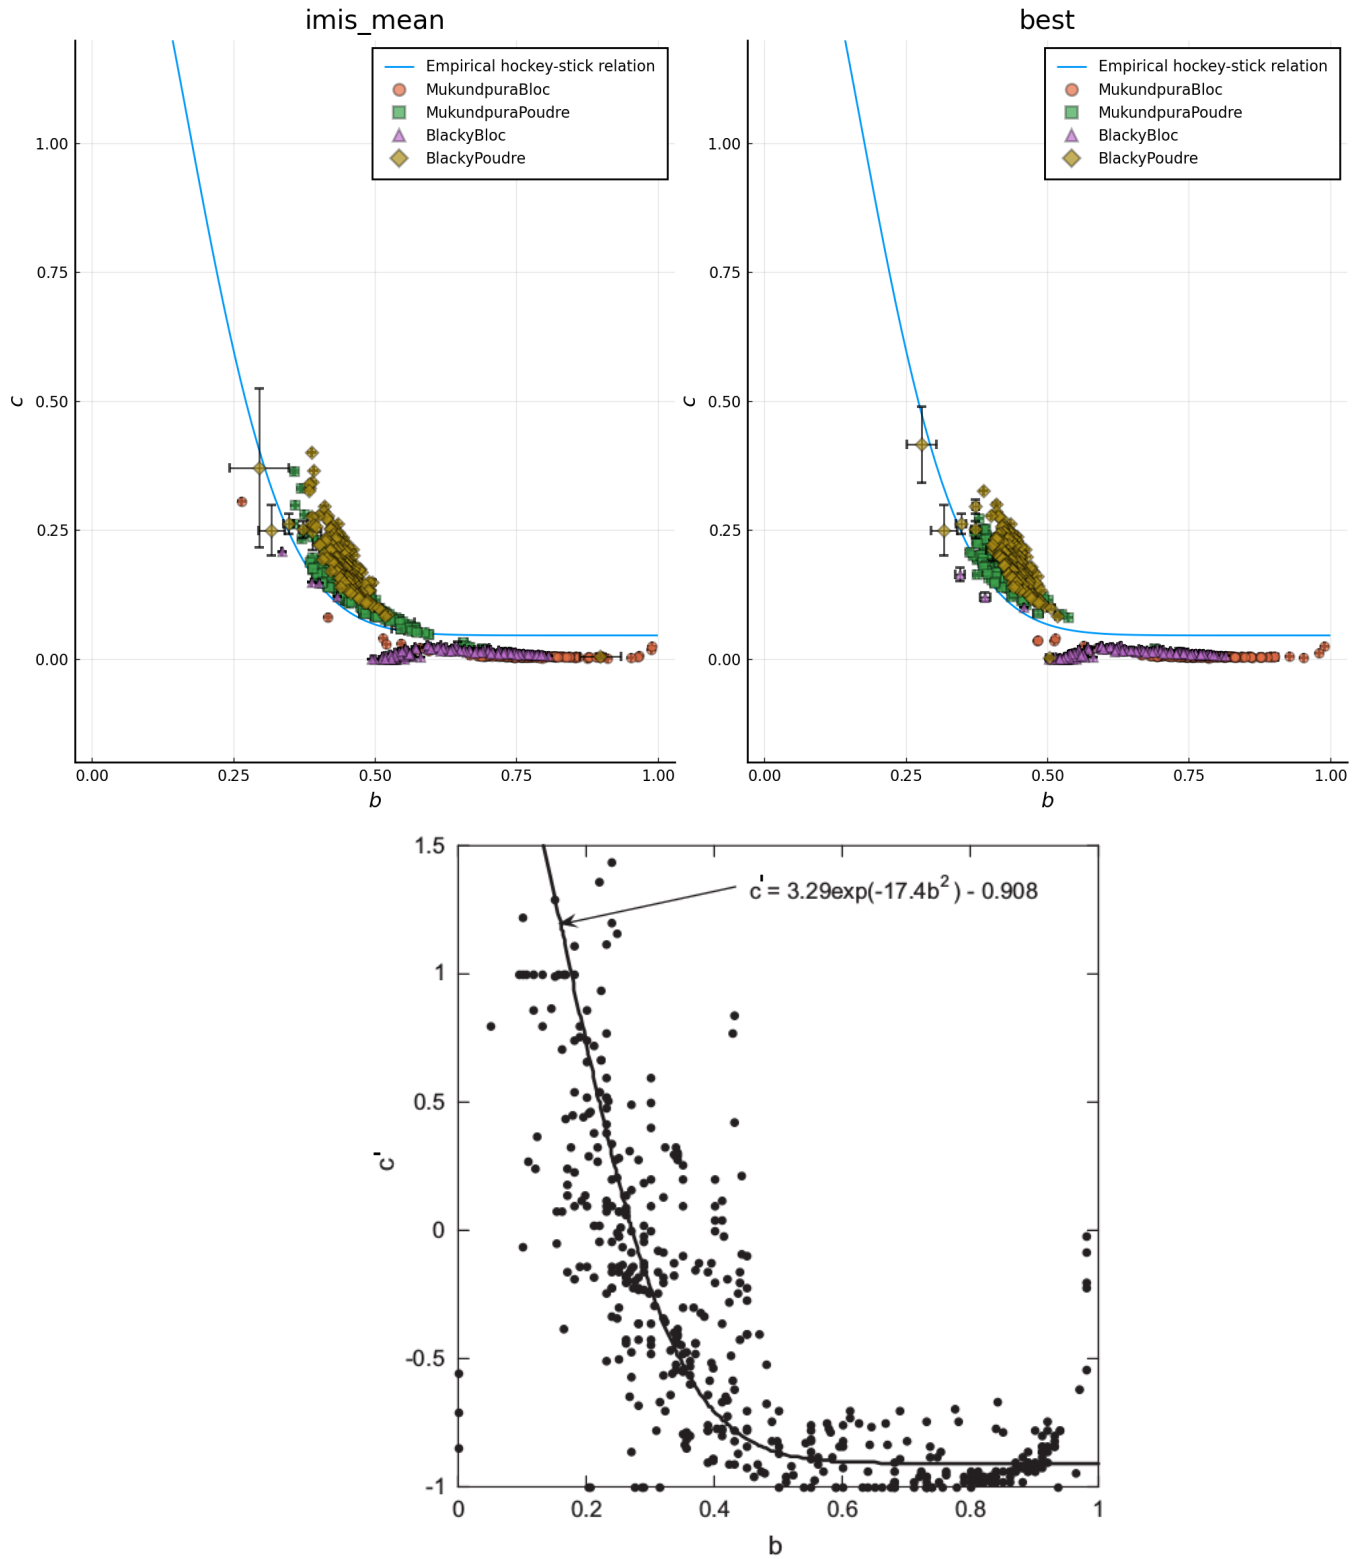 imis_mean
Empirical hockey-stick relation
MukundpuraBloc
MukundpuraPoudre
BlackyBloc
BlackyPoudre
1.00
0.75
0.50
0.25
0.00
c
0.00 0.25 0.50 0.75 1.00
b
best
Empirical hockey-stick relation
MukundpuraBloc
MukundpuraPoudre
BlackyBloc
BlackyPoudre
1.00
0.75
0.50
0.25
0.00
c
0.00 0.25 0.50 0.75 1.00
b
c' = 3.29exp(-17.4b²) - 0.908
1.5
1
0.5
0
-0.5
-1
c'
0 0.2 0.4 0.6 0.8 1
b